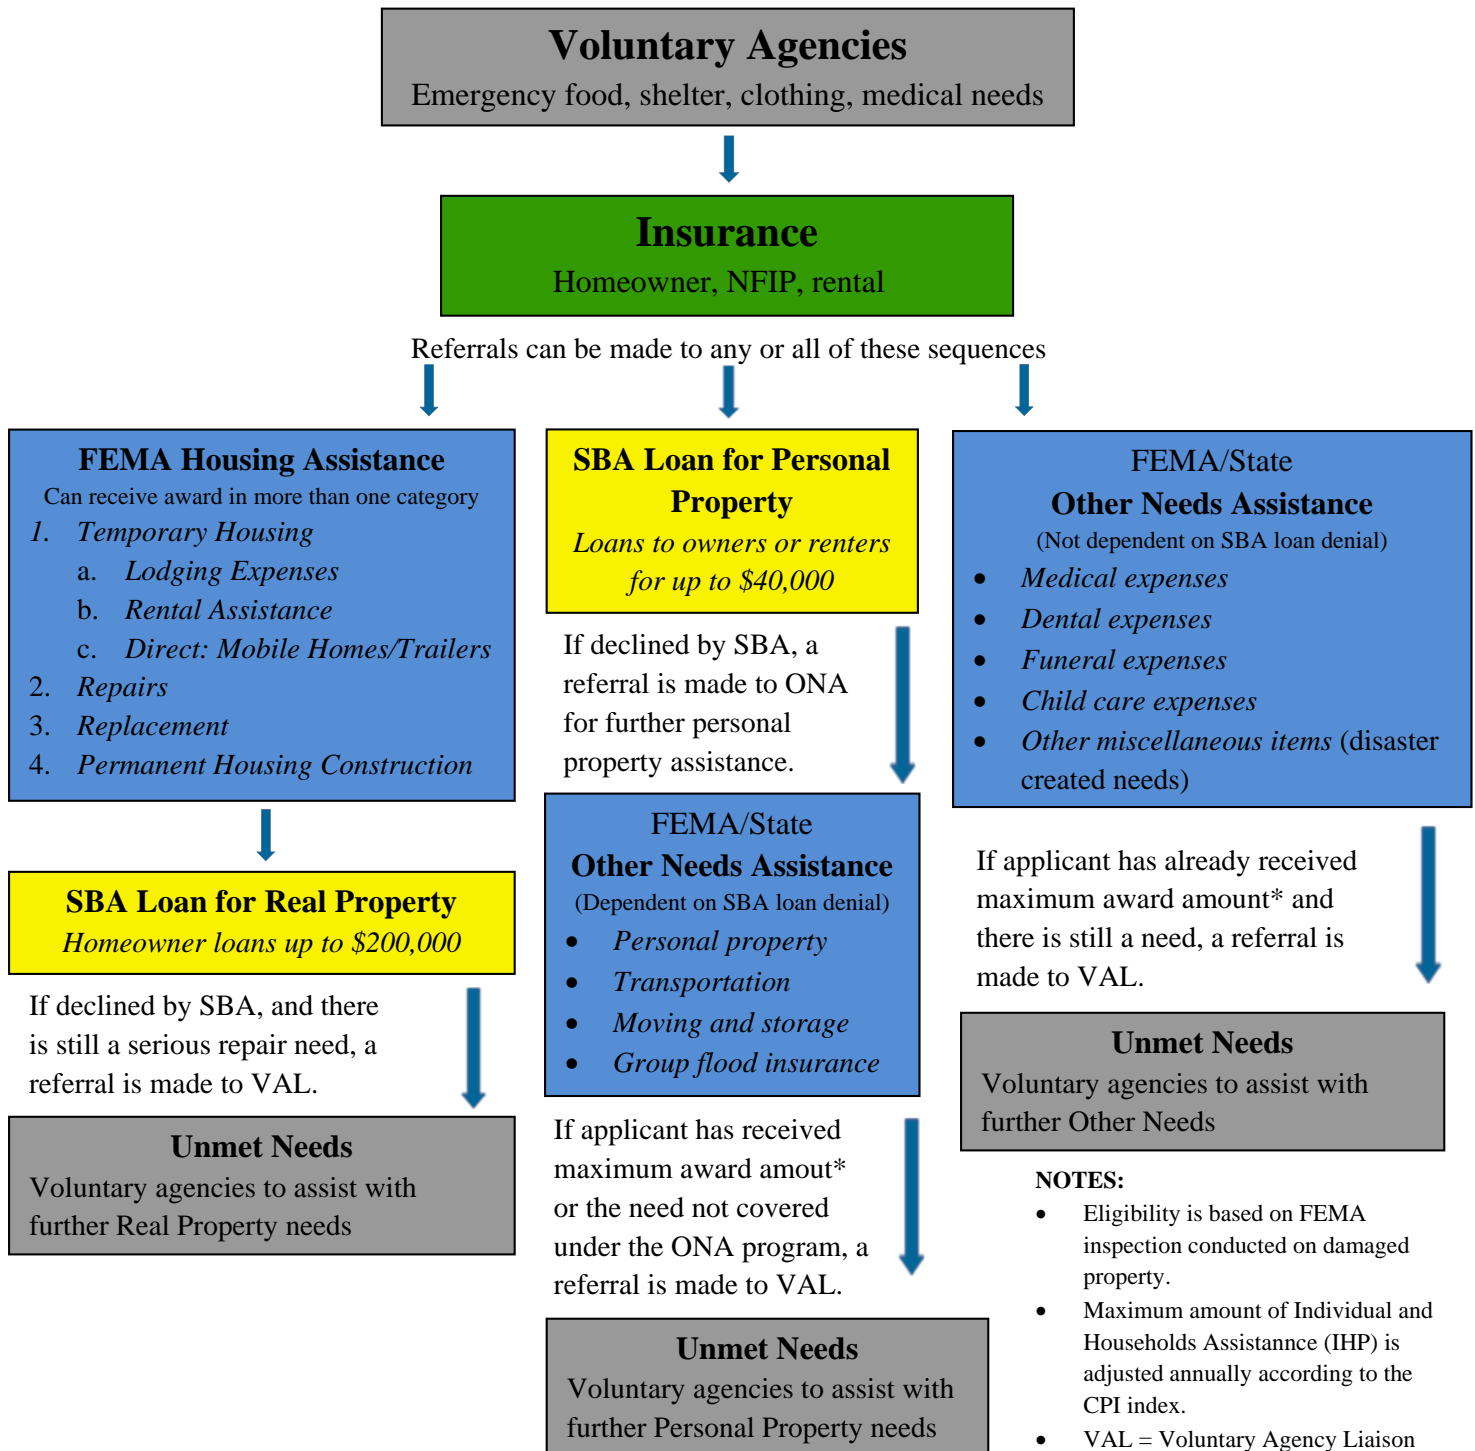 Voluntary Agencies
Emergency food, shelter, clothing, medical needs
Insurance
Homeowner, NFIP, rental
Referrals can be made to any or all of these sequences
FEMA Housing Assistance
Can receive award in more than one category
1. Temporary Housing
a. Lodging Expenses
b. Rental Assistance
c. Direct: Mobile Homes/Trailers
2. Repairs
3. Replacement
4. Permanent Housing Construction
SBA Loan for Real Property
Homeowner loans up to $200,000
If declined by SBA, and there
is still a serious repair need, a
referral is made to VAL.
Unmet Needs
Voluntary agencies to assist with
further Real Property needs
SBA Loan for Personal
Property
Loans to owners or renters
for up to $40,000
If declined by SBA, a
referral is made to ONA
for further personal
property assistance.
FEMA/State
Other Needs Assistance
(Dependent on SBA loan denial)
• Personal property
• Transportation
• Moving and storage
• Group flood insurance
If applicant has received
maximum award amout*
or the need not covered
under the ONA program, a
referral is made to VAL.
Unmet Needs
Voluntary agencies to assist with
further Personal Property needs
FEMA/State
Other Needs Assistance
(Not dependent on SBA loan denial)
• Medical expenses
• Dental expenses
• Funeral expenses
• Child care expenses
• Other miscellaneous items (disaster
created needs)
If applicant has already received
maximum award amount* and
there is still a need, a referral is
made to VAL.
Unmet Needs
Voluntary agencies to assist with
further Other Needs
NOTES:
• Eligibility is based on FEMA
inspection conducted on damaged
property.
• Maximum amount of Individual and
Households Assistannce (IHP) is
adjusted annually according to the
CPI index.
• VAL = Voluntary Agency Liaison